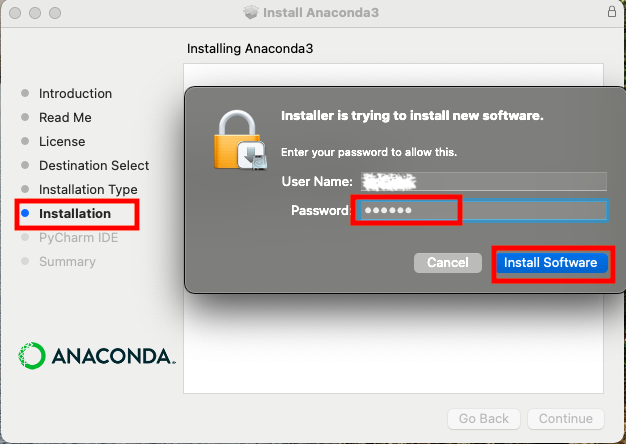 Install Anaconda3
Installing Anaconda3
Introduction
Read Me
License
Destination Select
Installation Type
Installation
PyCharm IDE
Summary
Installer is trying to install new software.
Enter your password to allow this.
User Name:
Password:
Cancel
Install Software
ANACONDA.
Go Back
Continue